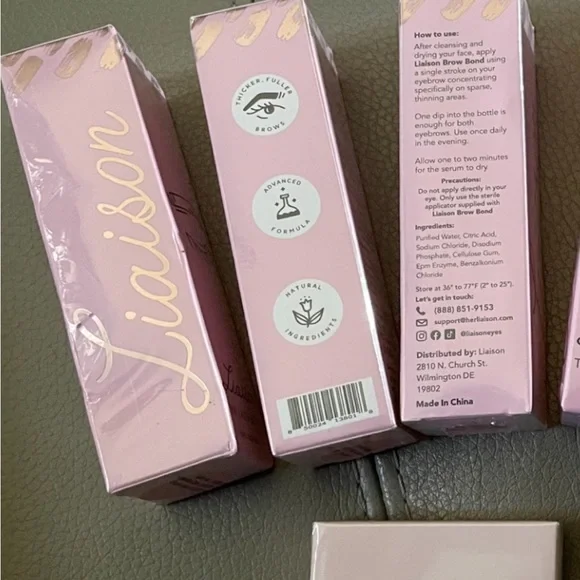 Liaison
THICKER, FULLER
BROWS
ADVANCED
FORMULA
NATURAL
INGREDIENTS
How to use:
After cleansing and
drying your face, apply
Liaison Brow Bond using
a single stroke on your
eyebrow concentrating
specifically on sparse,
thinning areas.
One dip into the bottle is
enough for both
eyebrows. Use once daily
in the evening.
Allow one to two minutes
for the serum to dry.
Precautions:
Do not apply directly in your
eye. Only use the sterile
applicator supplied with
Liaison Brow Bond
Ingredients:
Purified Water, Citric Acid,
Sodium Chloride, Disodium
Phosphate, Cellulose Gum,
Epm Enzyme, Benzalkonium
Chloride
Store at 36° to 77°F (2° to 25°).
Let's get in touch:
(888) 851-9153
support@herliaison.com
@liaisoneyes
Distributed by: Liaison
2810 N. Church St.
Wilmington DE
19802
Made In China